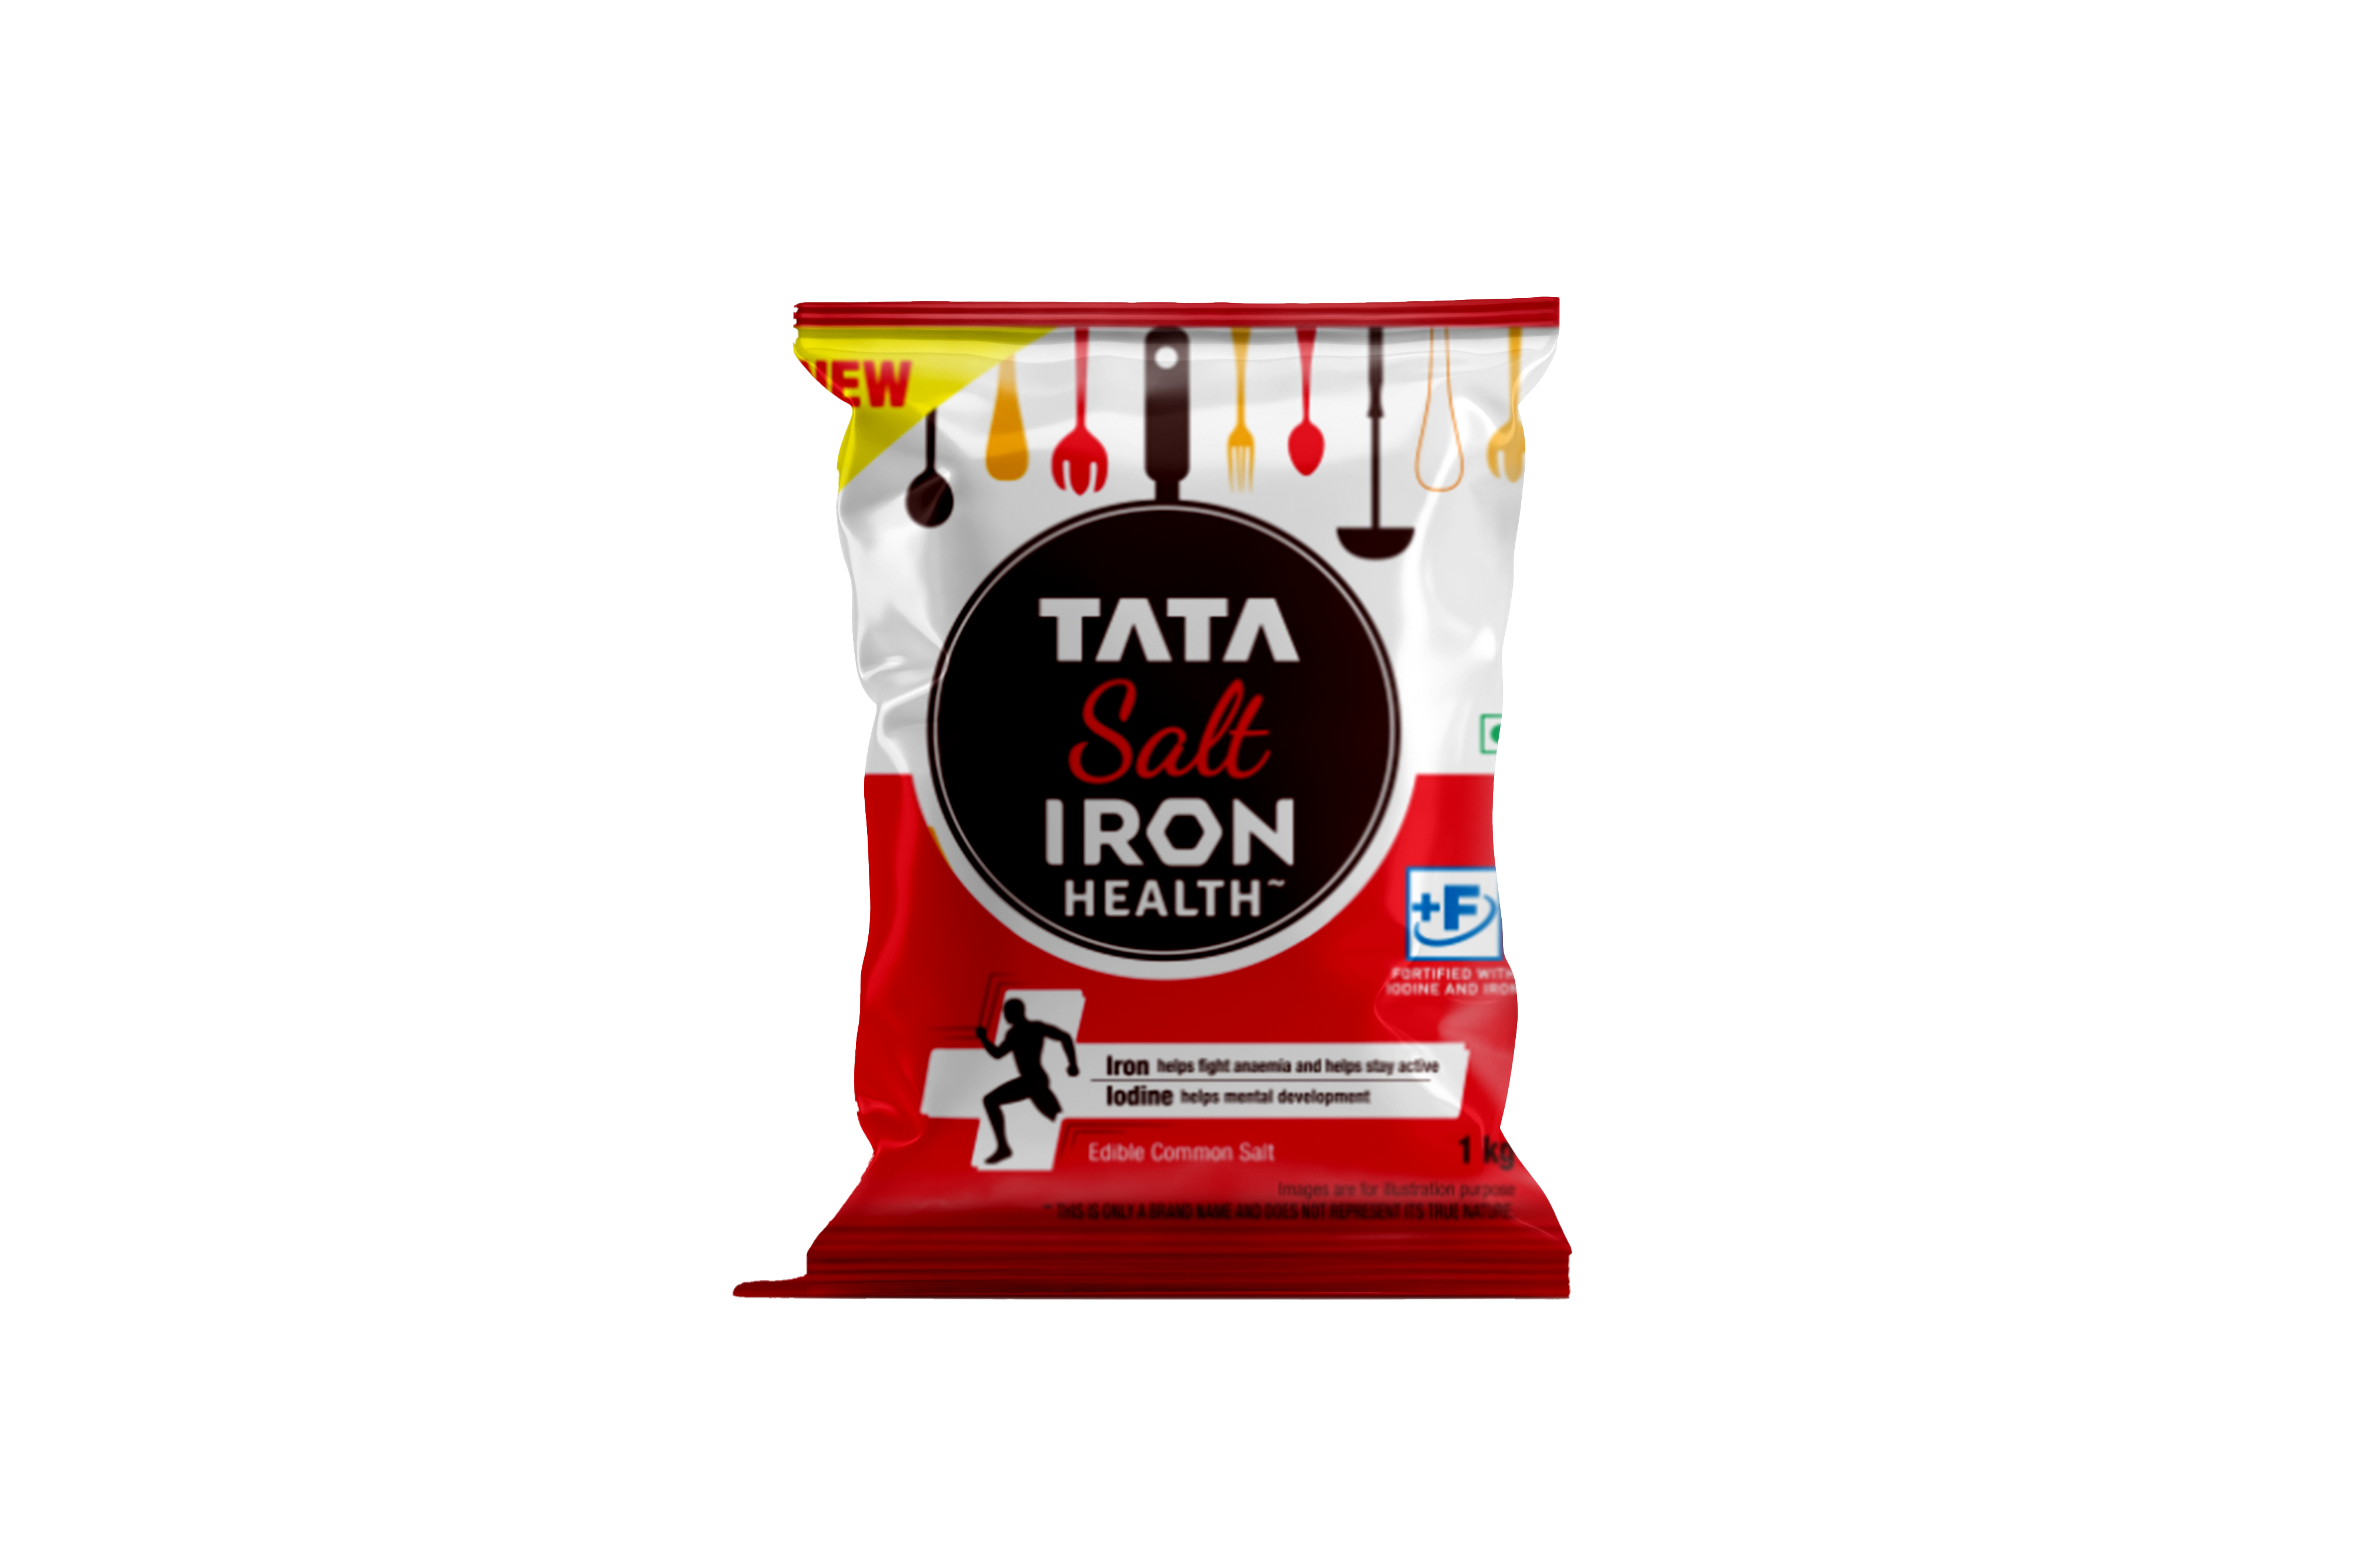 NEW
TATA
Salt
IRON
HEALTH~
+F
FORTIFIED WITH
IODINE AND IRON
Iron helps fight anaemia and helps stay active
Iodine helps mental development
Edible Common Salt
1 kg
Images are for illustration purpose
~ THIS IS ONLY A BRAND NAME AND DOES NOT REPRESENT ITS TRUE NATURE